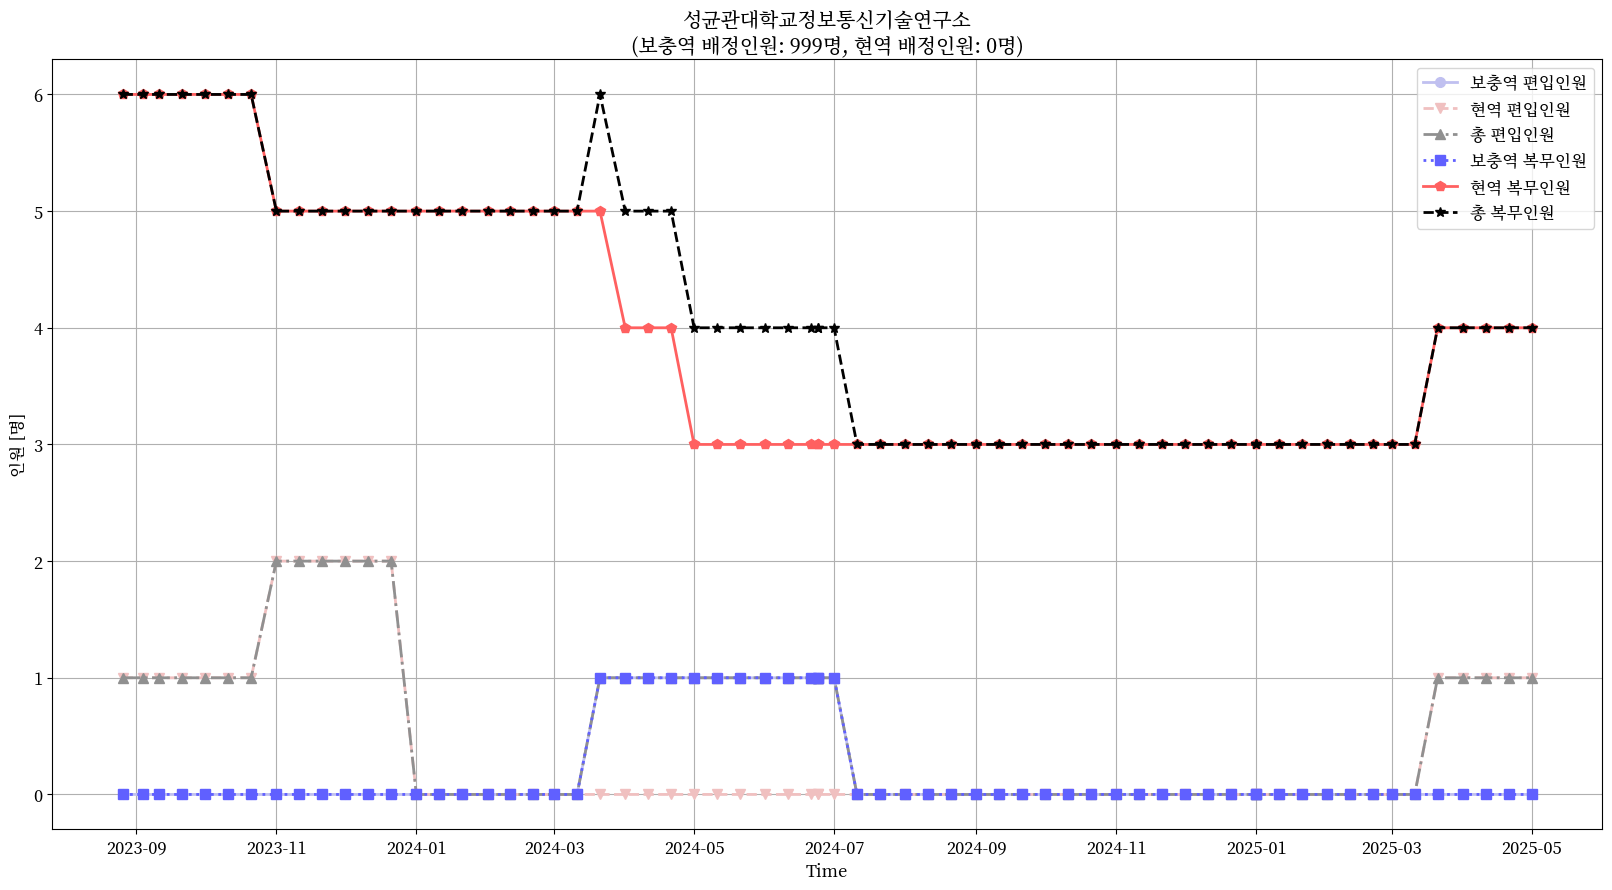 성균관대학교정보통신기술연구소
(보충역 배정인원: 999명, 현역 배정인원: 0명)
보충역 편입인원
현역 편입인원
총 편입인원
보충역 복무인원
현역 복무인원
총 복무인원
인원 [명]
6
5
4
3
2
1
0
2023-09
2023-11
2024-01
2024-03
2024-05
2024-07
2024-09
2024-11
2025-01
2025-03
2025-05
Time